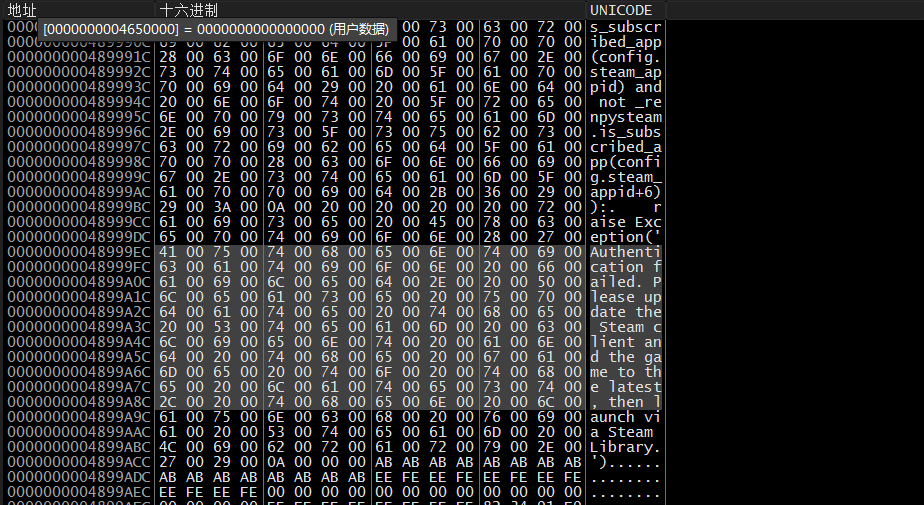 地址 十六进制 UNICODE
[0000000004650000] = 0000000000000000 (用户数据)
00 73 00 63 00 72 00 s_subscr
00 61 00 70 00 70 00 ibed_app
000000000489991C 28 00 63 00 6F 00 6E 00 66 00 69 00 67 00 2E 00 (config.
000000000489992C 73 00 74 00 65 00 61 00 6D 00 5F 00 61 00 70 00 steam_ap
000000000489993C 70 00 69 00 64 00 29 00 20 00 61 00 6E 00 64 00 pid) and
000000000489994C 20 00 6E 00 6F 00 74 00 20 00 5F 00 72 00 65 00 not _re
000000000489995C 6E 00 70 00 79 00 73 00 74 00 65 00 61 00 6D 00 npysteam
000000000489996C 2E 00 69 00 73 00 5F 00 73 00 75 00 62 00 73 00 .is_subs
000000000489997C 63 00 72 00 69 00 62 00 65 00 64 00 5F 00 61 00 cribed_a
000000000489998C 70 00 70 00 28 00 63 00 6F 00 6E 00 66 00 69 00 pp(confi
000000000489999C 67 00 2E 00 73 00 74 00 65 00 61 00 6D 00 5F 00 g.steam_
00000000048999AC 61 00 70 00 70 00 69 00 64 00 2B 00 36 00 29 00 appid+6)
00000000048999BC 29 00 3A 00 0A 00 20 00 20 00 20 00 20 00 72 00 ):. r
00000000048999CC 61 00 69 00 73 00 65 00 20 00 45 00 78 00 63 00 aise Exc
00000000048999DC 65 00 70 00 74 00 69 00 6F 00 6E 00 28 00 27 00 eption('
00000000048999EC 41 00 75 00 74 00 68 00 65 00 6E 00 74 00 69 00 Authenti
00000000048999FC 63 00 61 00 74 00 69 00 6F 00 6E 00 20 00 66 00 cation f
0000000004899A0C 61 00 69 00 6C 00 65 00 64 00 2E 00 20 00 50 00 ailed. P
0000000004899A1C 6C 00 65 00 61 00 73 00 65 00 20 00 75 00 70 00 lease up
0000000004899A2C 64 00 61 00 74 00 65 00 20 00 74 00 68 00 65 00 date the
0000000004899A3C 20 00 53 00 74 00 65 00 61 00 6D 00 20 00 63 00 Steam c
0000000004899A4C 6C 00 69 00 65 00 6E 00 74 00 20 00 61 00 6E 00 lient an
0000000004899A5C 64 00 20 00 74 00 68 00 65 00 20 00 67 00 61 00 d the ga
0000000004899A6C 6D 00 65 00 20 00 74 00 6F 00 20 00 74 00 68 00 me to th
0000000004899A7C 65 00 20 00 6C 00 61 00 74 00 65 00 73 00 74 00 e latest
0000000004899A8C 2C 00 20 00 74 00 68 00 65 00 6E 00 20 00 6C 00 , then l
0000000004899A9C 61 00 75 00 6E 00 63 00 68 00 20 00 76 00 69 00 aunch vi
0000000004899AAC 61 00 20 00 53 00 74 00 65 00 61 00 6D 00 20 00 a Steam
0000000004899ABC 4C 00 69 00 62 00 72 00 61 00 72 00 79 00 2E 00 Library.
0000000004899ACC 27 00 29 00 0A 00 00 00 AB AB AB AB AB AB AB AB ')......
0000000004899ADC AB AB AB AB AB AB AB AB EE FE EE FE EE FE EE FE ........
0000000004899AEC EE FE EE FE 00 00 00 00 00 00 00 00 00 00 00 00 ........